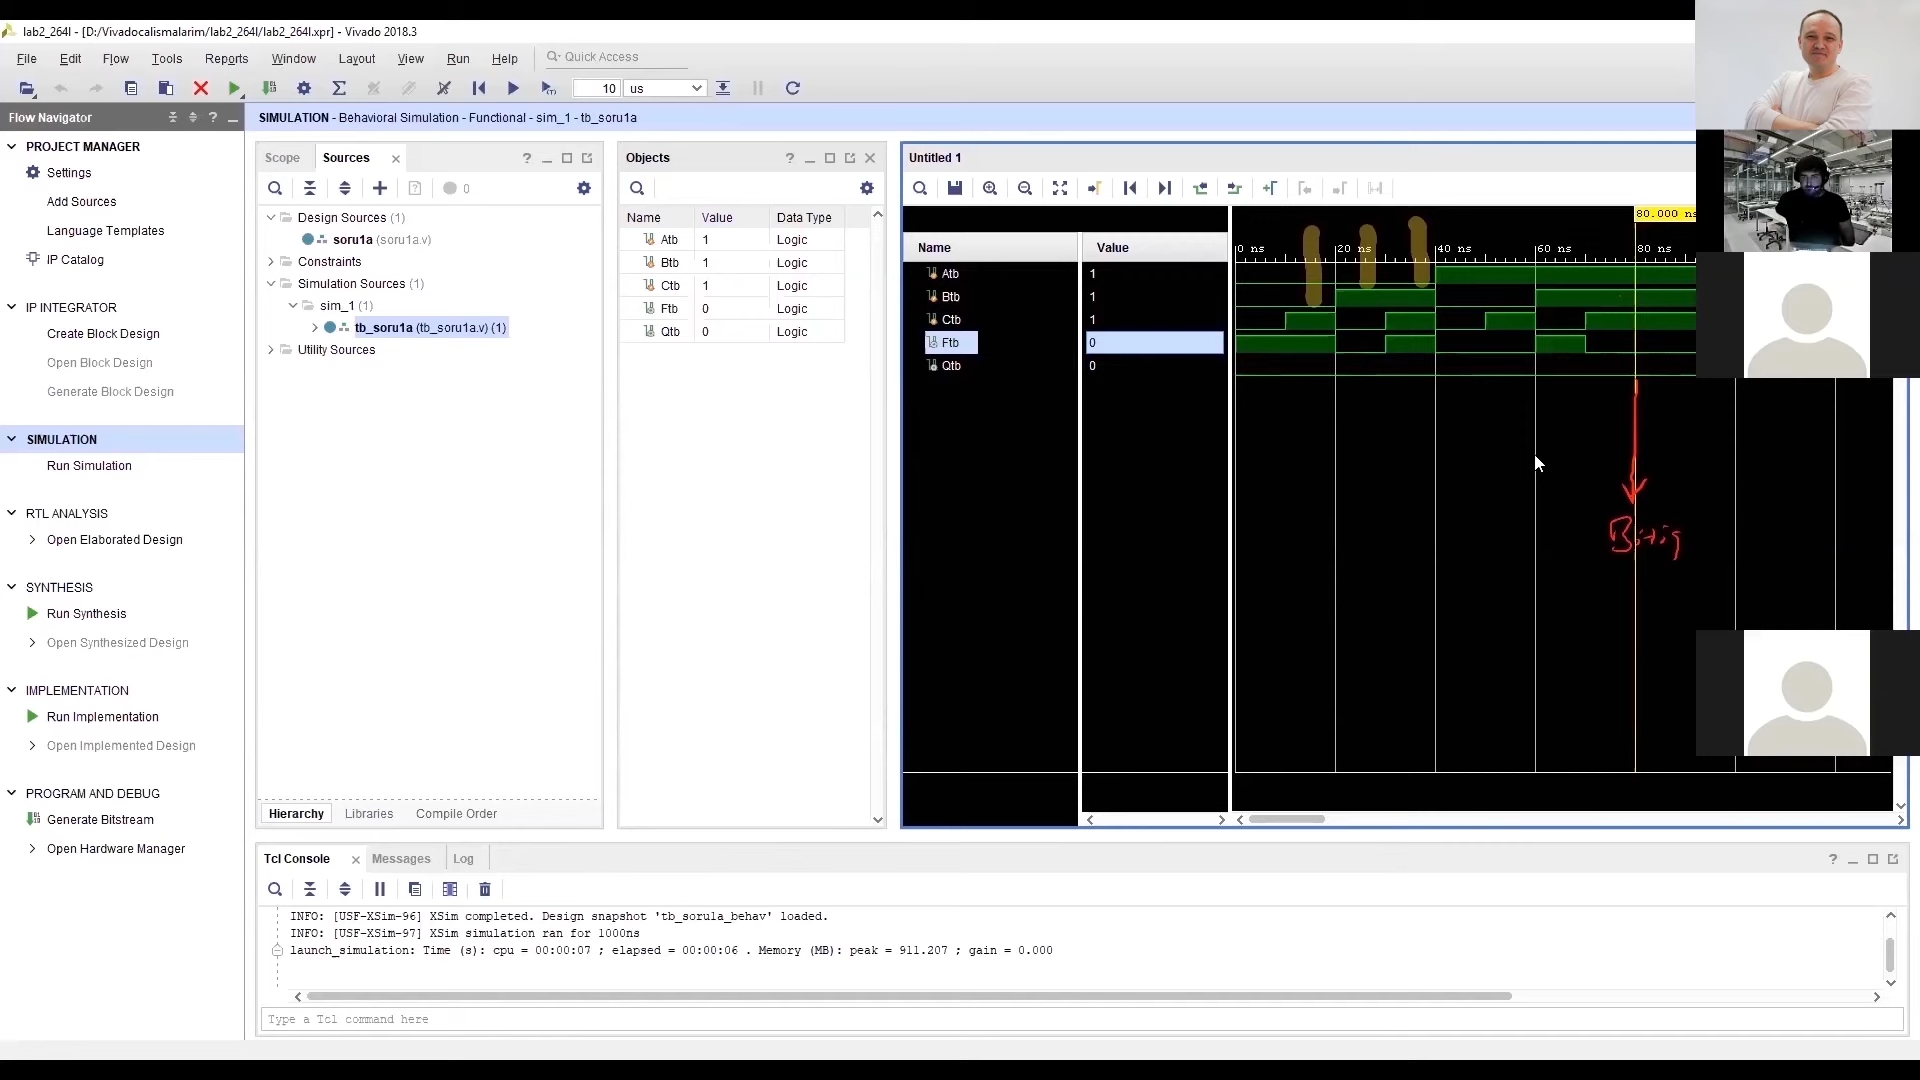 lab2_264l - [D:/Vivadocalismalarim/lab2_264l/lab2_264l.xpr] - Vivado 2018.3
File Edit Flow Tools Reports Window Layout View Run Help Quick Access
10 us
Flow Navigator
SIMULATION - Behavioral Simulation - Functional - sim_1 - tb_soru1a
PROJECT MANAGER
Settings
Add Sources
Language Templates
IP Catalog
IP INTEGRATOR
Create Block Design
Open Block Design
Generate Block Design
SIMULATION
Run Simulation
RTL ANALYSIS
Open Elaborated Design
SYNTHESIS
Run Synthesis
Open Synthesized Design
IMPLEMENTATION
Run Implementation
Open Implemented Design
PROGRAM AND DEBUG
Generate Bitstream
Open Hardware Manager
Scope Sources
0
Design Sources (1)
soru1a (soru1a.v)
Constraints
Simulation Sources (1)
sim_1 (1)
tb_soru1a (tb_soru1a.v) (1)
Utility Sources
Hierarchy Libraries Compile Order
Objects
Name Value Data Type
Atb 1 Logic
Btb 1 Logic
Ctb 1 Logic
Ftb 0 Logic
Qtb 0 Logic
Untitled 1
80.000 ns
Name Value
0 ns 20 ns 40 ns 60 ns 80 ns
Atb 1
Btb 1
Ctb 1
Ftb 0
Qtb 0
Bitiş
Tcl Console Messages Log
INFO: [USF-XSim-96] XSim completed. Design snapshot 'tb_soru1a_behav' loaded.
INFO: [USF-XSim-97] XSim simulation ran for 1000ns
launch_simulation: Time (s): cpu = 00:00:07 ; elapsed = 00:00:06 . Memory (MB): peak = 911.207 ; gain = 0.000
Type a Tcl command here